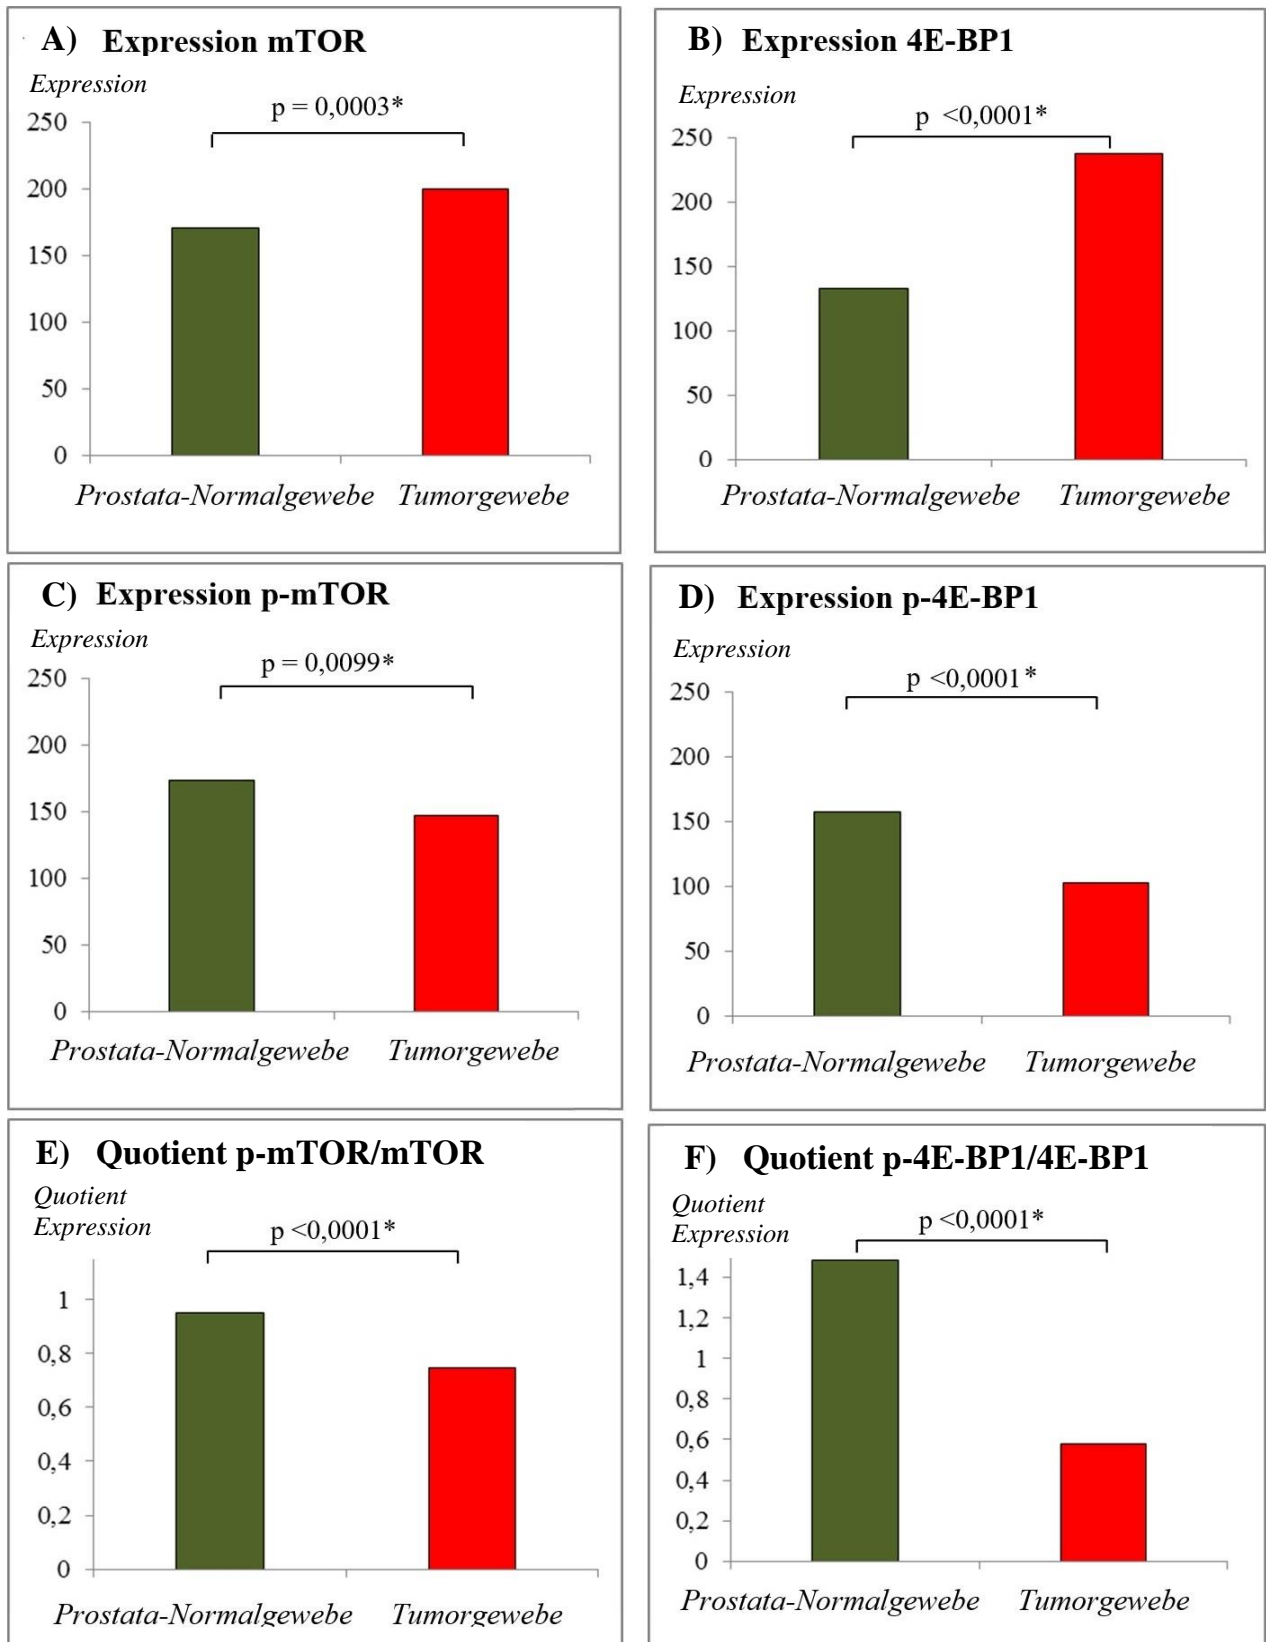 A) Expression mTOR
Expression
p = 0,0003*
250
200
150
100
50
0
Prostata-Normalgewebe Tumorgewebe
B) Expression 4E-BP1
Expression
p <0,0001*
250
200
150
100
50
0
Prostata-Normalgewebe Tumorgewebe
C) Expression p-mTOR
Expression
p = 0,0099*
250
200
150
100
50
0
Prostata-Normalgewebe Tumorgewebe
D) Expression p-4E-BP1
Expression
p <0,0001*
250
200
150
100
50
0
Prostata-Normalgewebe Tumorgewebe
E) Quotient p-mTOR/mTOR
Quotient
Expression
p <0,0001*
1
0,8
0,6
0,4
0,2
0
Prostata-Normalgewebe Tumorgewebe
F) Quotient p-4E-BP1/4E-BP1
Quotient
Expression
p <0,0001*
1,4
1,2
1
0,8
0,6
0,4
0,2
0
Prostata-Normalgewebe Tumorgewebe